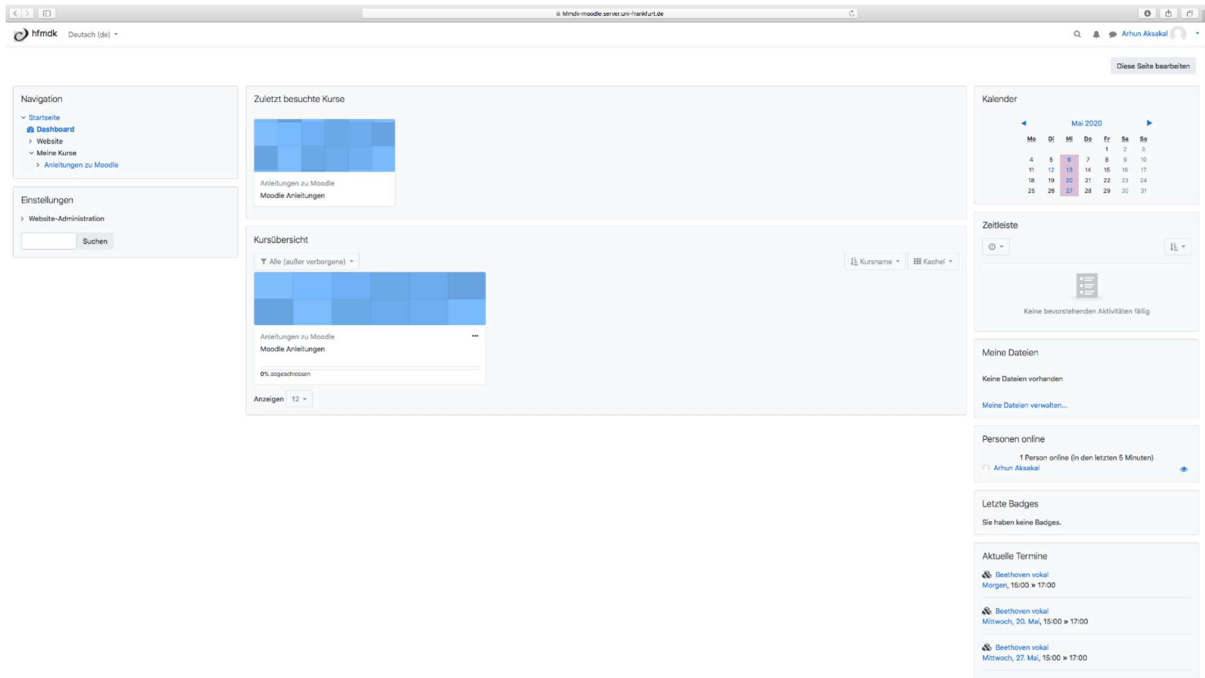 hfmdk-moodle.server.uni-frankfurt.de
hfmdk Deutsch (de) Arhun Aksakal
Diese Seite bearbeiten
Navigation
Startseite
Dashboard
Website
Meine Kurse
Anleitungen zu Moodle
Einstellungen
Website-Administration
Suchen
Zuletzt besuchte Kurse
Anleitungen zu Moodle
Moodle Anleitungen
Kursübersicht
Alle (außer verborgene) Kursname Kachel
Anleitungen zu Moodle
Moodle Anleitungen
0% abgeschlossen
Anzeigen 12
Kalender
◄ Mai 2020 ►
Mo Di Mi Do Fr Sa So
1 2 3
4 5 6 7 8 9 10
11 12 13 14 15 16 17
18 19 20 21 22 23 24
25 26 27 28 29 30 31
Zeitleiste
Keine bevorstehenden Aktivitäten fällig
Meine Dateien
Keine Dateien vorhanden
Meine Dateien verwalten...
Personen online
1 Person online (in den letzten 5 Minuten)
Arhun Aksakal
Letzte Badges
Sie haben keine Badges.
Aktuelle Termine
Beethoven vokal
Morgen, 15:00 » 17:00
Beethoven vokal
Mittwoch, 20. Mai, 15:00 » 17:00
Beethoven vokal
Mittwoch, 27. Mai, 15:00 » 17:00